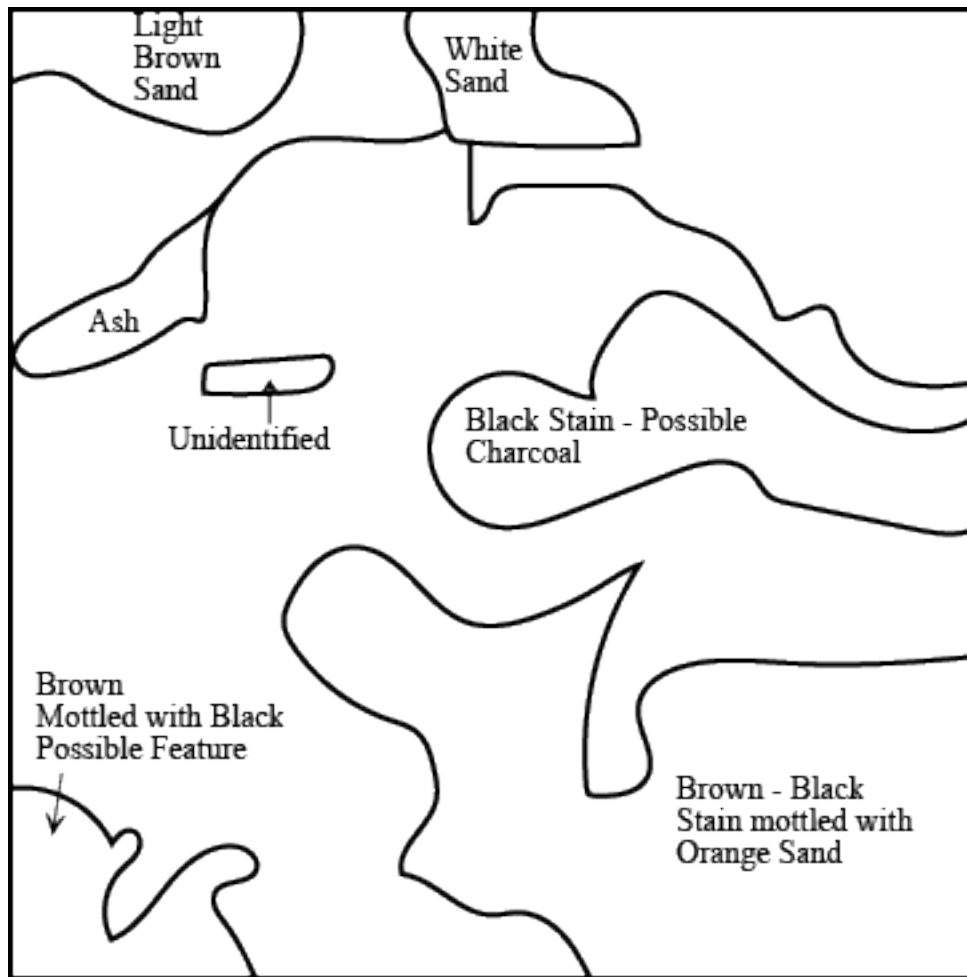 Light
Brown
Sand
White
Sand
Ash
Unidentified
Black Stain - Possible
Charcoal
Brown
Mottled with Black
Possible Feature
Brown - Black
Stain mottled with
Orange Sand